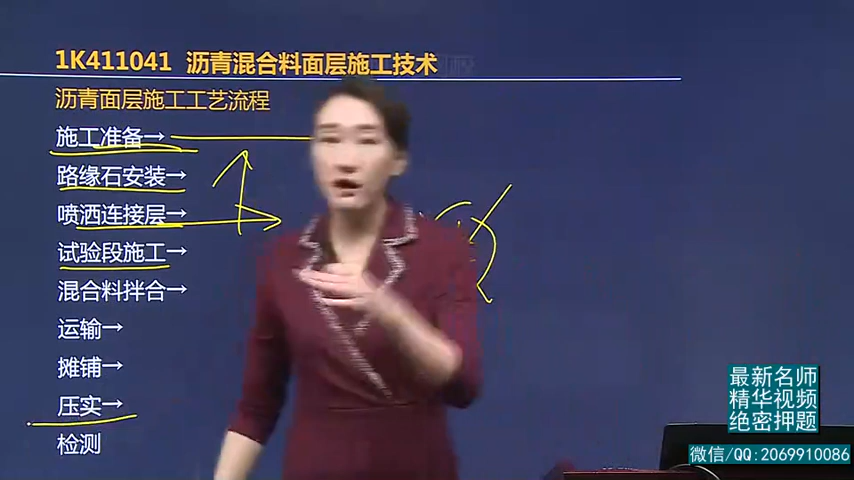 1K411041 沥青混合料面层施工技术
沥青面层施工工艺流程
施工准备→
路缘石安装→
喷洒连接层→
试验段施工→
混合料拌合→
运输→
摊铺→
压实→
检测
最新名师
精华视频
绝密押题
微信/QQ:2069910086